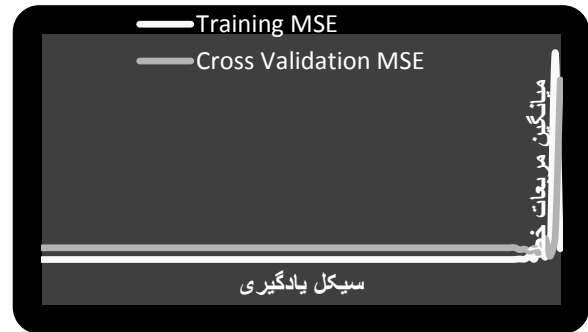 Training MSE
Cross Validation MSE
میانگین مربعات خطا
سیکل یادگیری